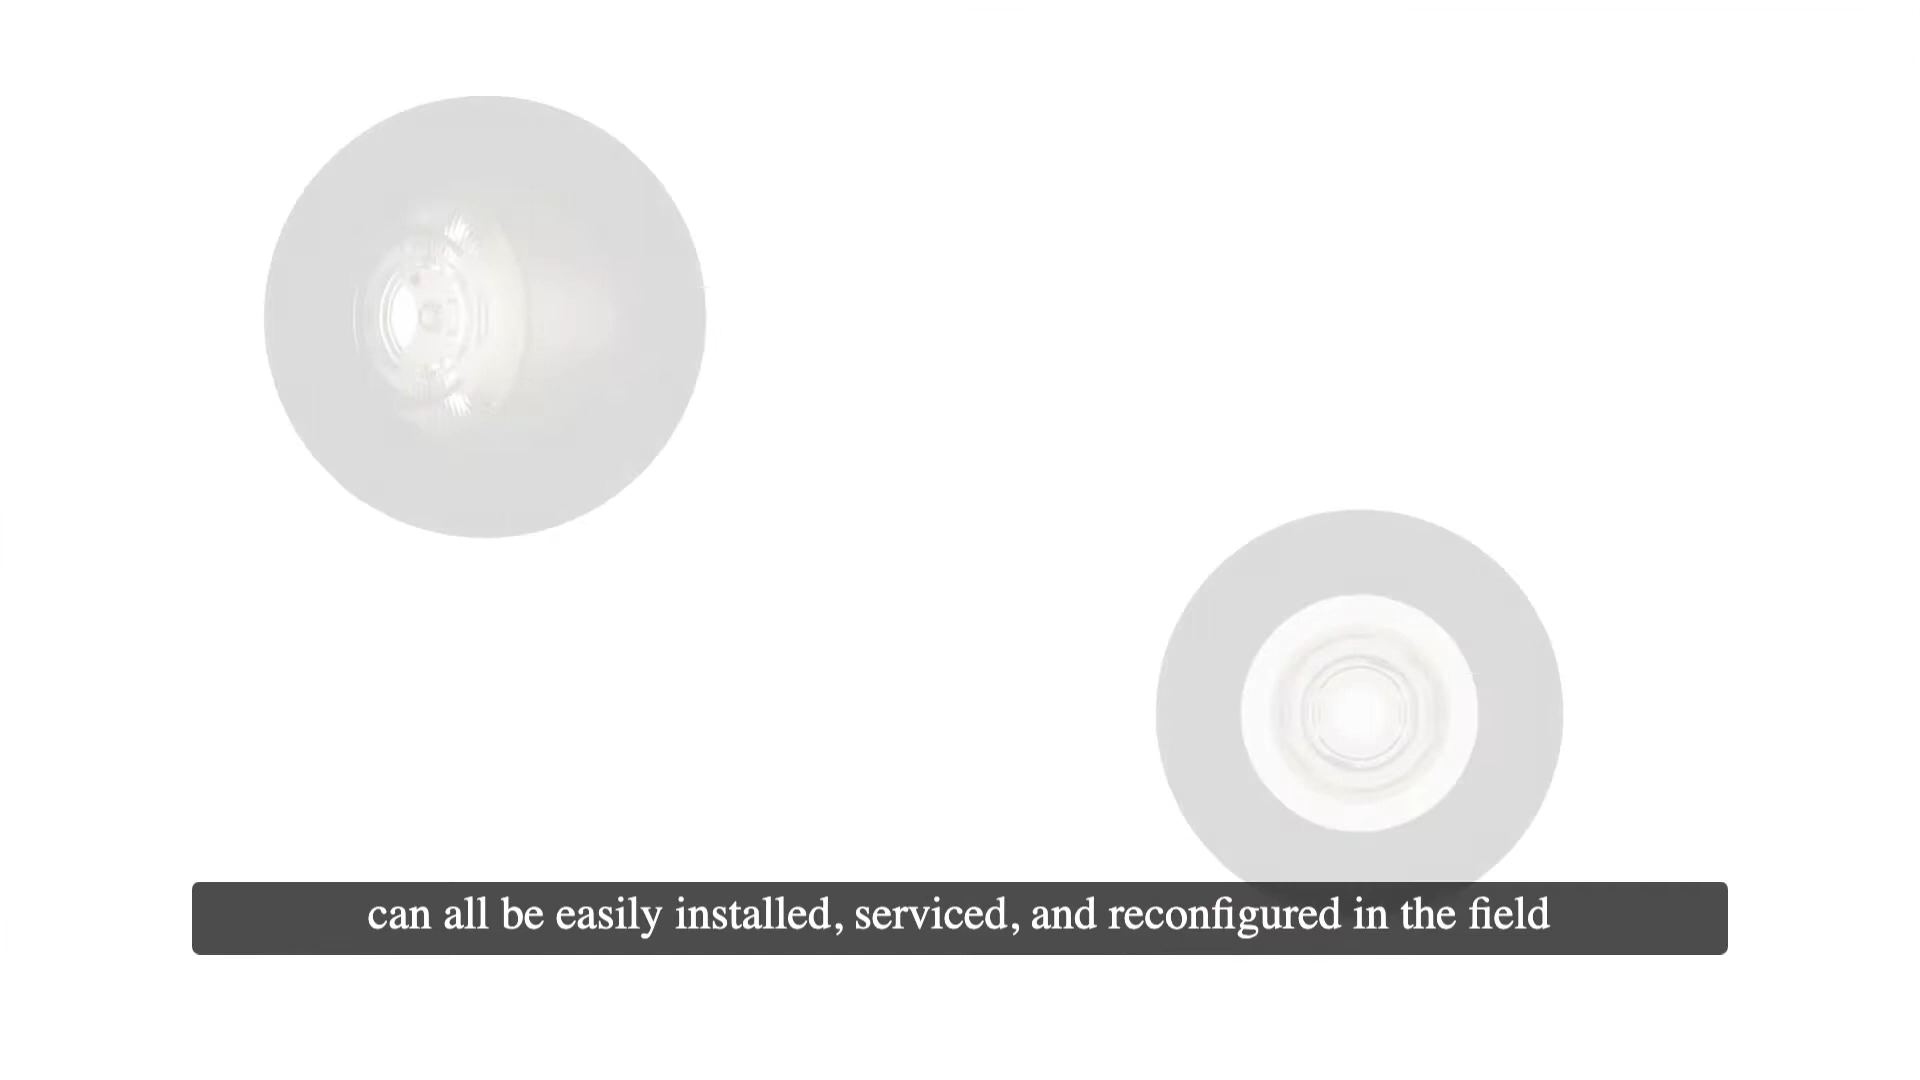 can all be easily installed, serviced, and reconfigured in the field